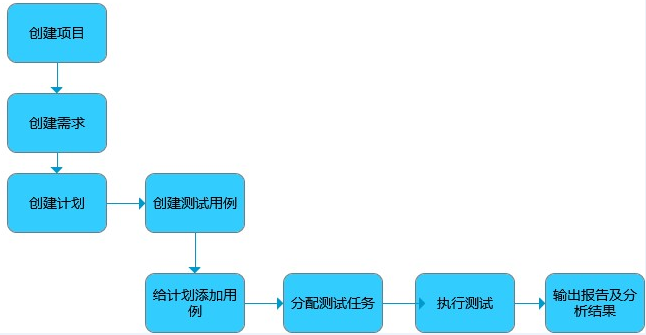 创建项目
创建需求
创建计划
创建测试用例
给计划添加用
例
分配测试任务
执行测试
输出报告及分
析结果